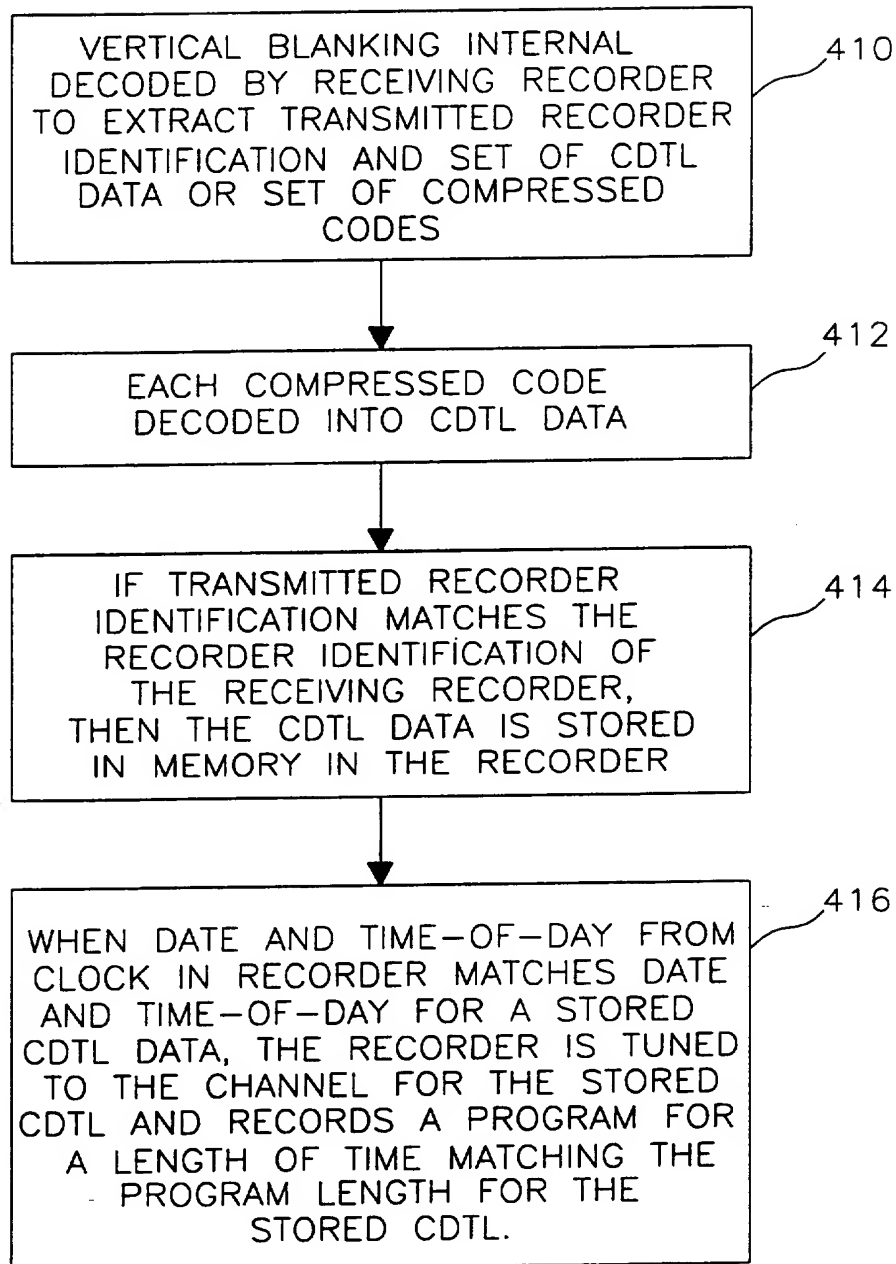 VERTICAL BLANKING INTERNAL
DECODED BY RECEIVING RECORDER
TO EXTRACT TRANSMITTED RECORDER
IDENTIFICATION AND SET OF CDTL
DATA OR SET OF COMPRESSED
CODES
410
EACH COMPRESSED CODE
DECODED INTO CDTL DATA
412
IF TRANSMITTED RECORDER
IDENTIFICATION MATCHES THE
RECORDER IDENTIFICATION OF
THE RECEIVING RECORDER,
THEN THE CDTL DATA IS STORED
IN MEMORY IN THE RECORDER
414
WHEN DATE AND TIME-OF-DAY FROM
CLOCK IN RECORDER MATCHES DATE
AND TIME-OF-DAY FOR A STORED
CDTL DATA, THE RECORDER IS TUNED
TO THE CHANNEL FOR THE STORED
CDTL AND RECORDS A PROGRAM FOR
A LENGTH OF TIME MATCHING THE
PROGRAM LENGTH FOR THE
STORED CDTL.
416